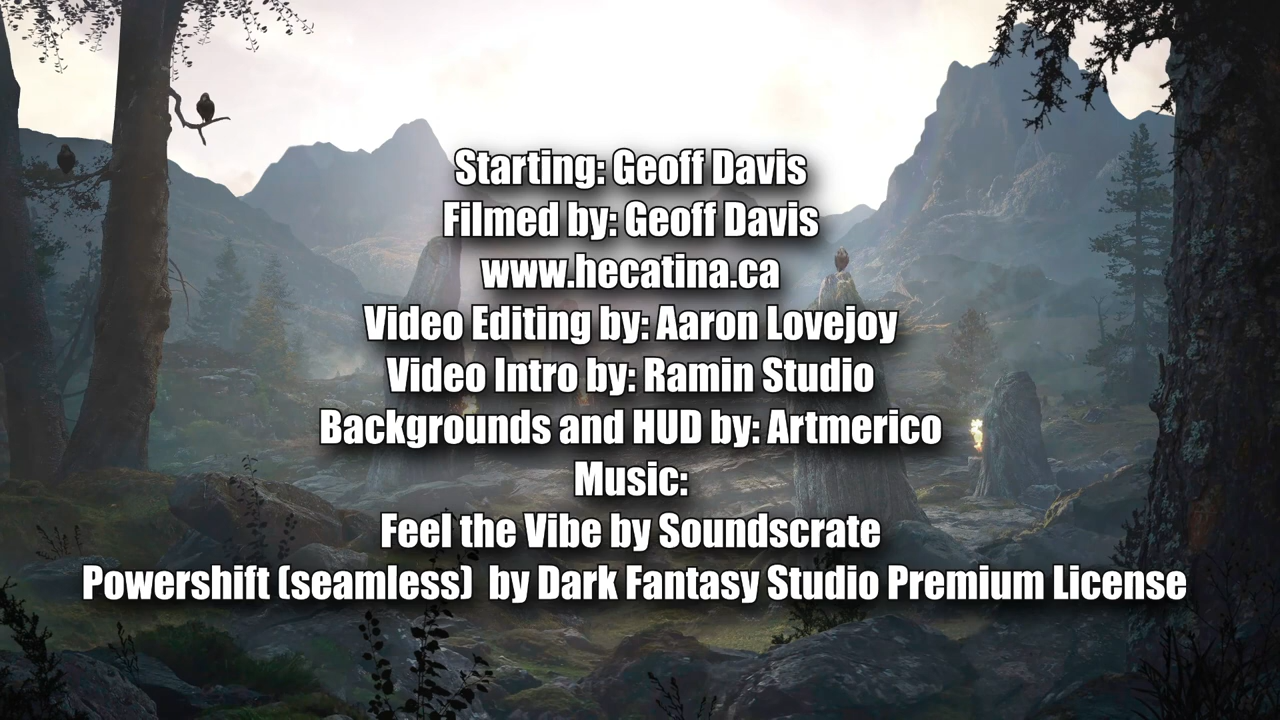 Starting: Geoff Davis
Filmed by: Geoff Davis
www.hecatina.ca
Video Editing by: Aaron Lovejoy
Video Intro by: Ramin Studio
Backgrounds and HUD by: Artmerico
Music:
Feel the Vibe by Soundscrate
Powershift (seamless)  by Dark Fantasy Studio Premium License